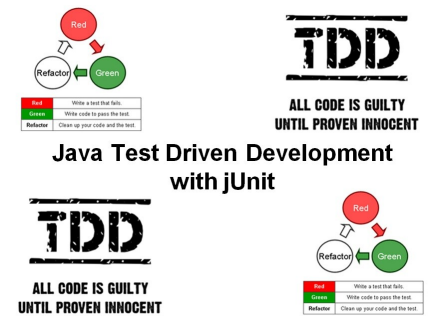 Red
Refactor
Green
Red Write a test that fails.
Green Write code to pass the test.
Refactor Clean up your code and the test.
TDD
ALL CODE IS GUILTY
UNTIL PROVEN INNOCENT
Java Test Driven Development
with jUnit
TDD
ALL CODE IS GUILTY
UNTIL PROVEN INNOCENT
Red
Refactor
Green
Red Write a test that fails.
Green Write code to pass the test.
Refactor Clean up your code and the test.